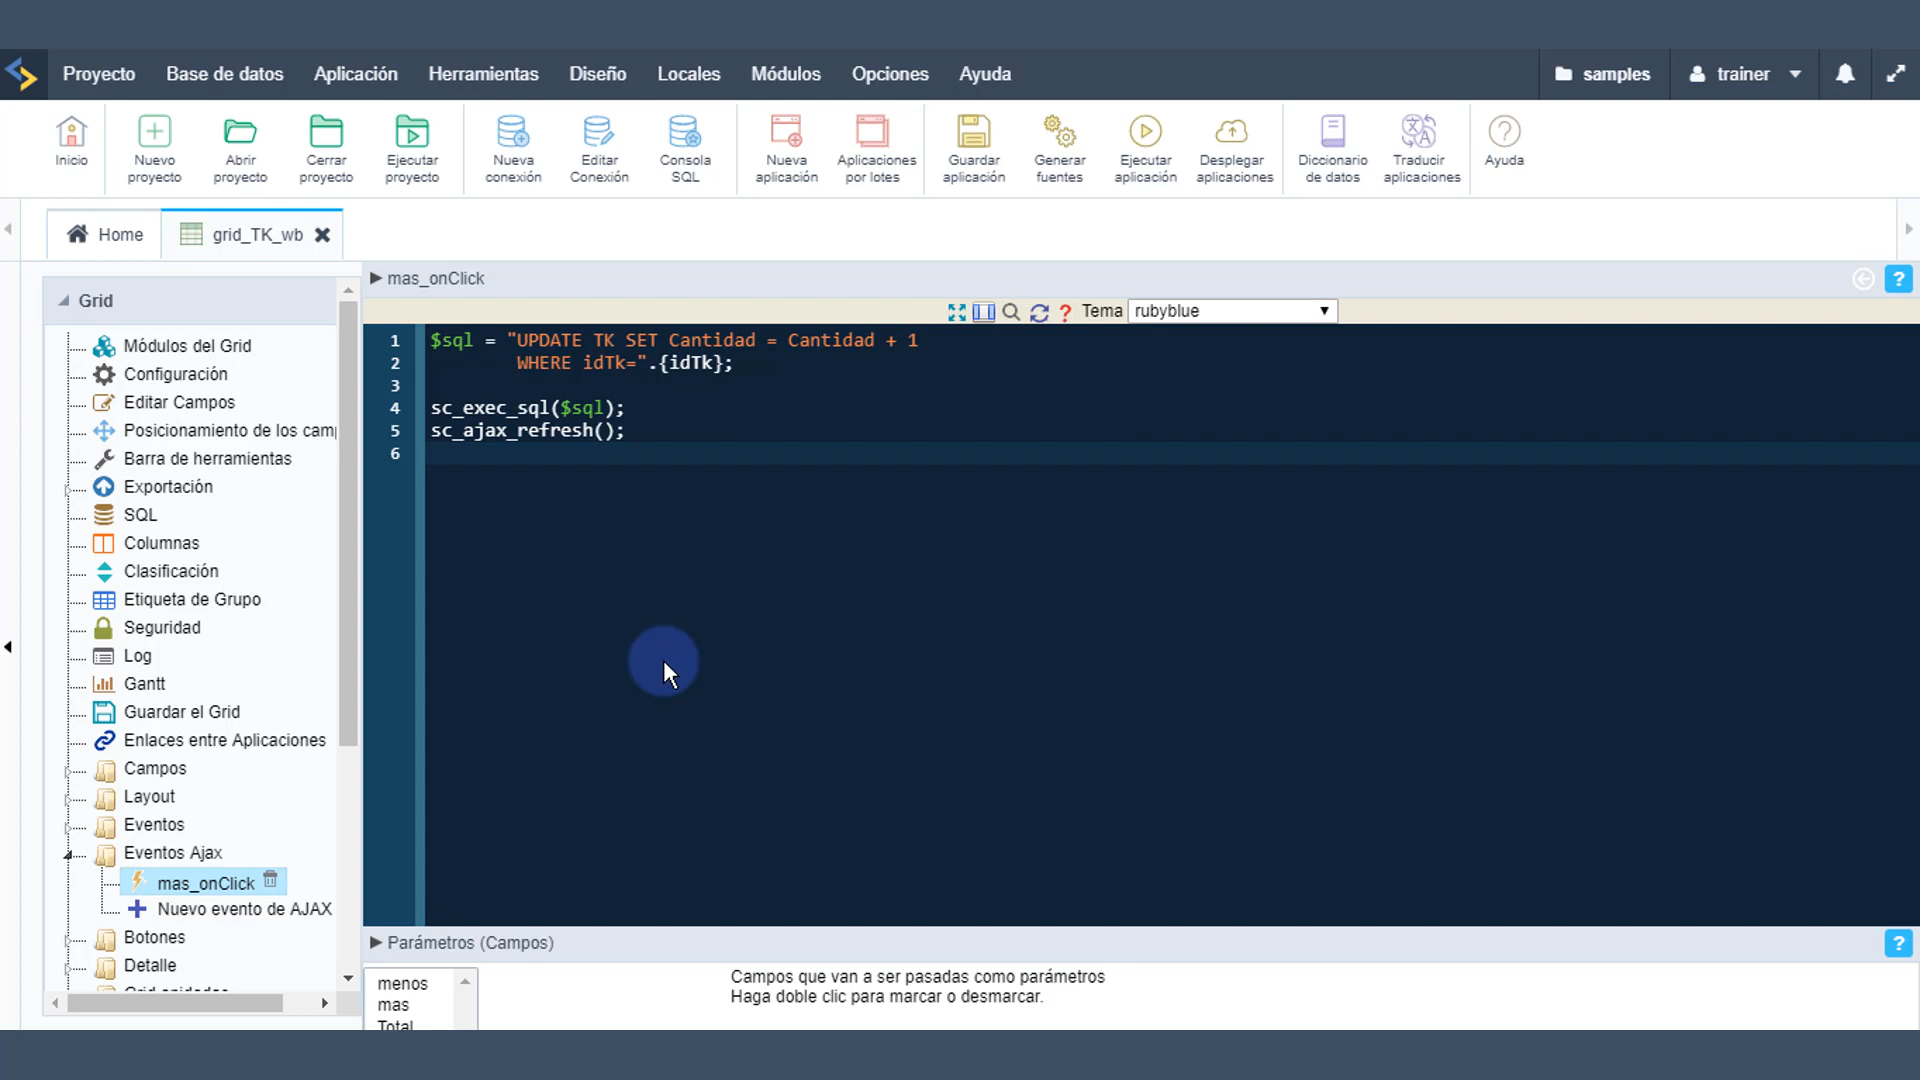 Proyecto Base de datos Aplicación Herramientas Diseño Locales Módulos Opciones Ayuda samples trainer
Inicio
Nuevo proyecto
Abrir proyecto
Cerrar proyecto
Ejecutar proyecto
Nueva conexión
Editar Conexión
Consola SQL
Nueva aplicación
Aplicaciones por lotes
Guardar aplicación
Generar fuentes
Ejecutar aplicación
Desplegar aplicaciones
Diccionario de datos
Traducir aplicaciones
Ayuda
Home grid_TK_wb
Grid
Módulos del Grid
Configuración
Editar Campos
Posicionamiento de los cam
Barra de herramientas
Exportación
SQL
Columnas
Clasificación
Etiqueta de Grupo
Seguridad
Log
Gantt
Guardar el Grid
Enlaces entre Aplicaciones
Campos
Layout
Eventos
Eventos Ajax
mas_onClick
Nuevo evento de AJAX
Botones
Detalle
mas_onClick
Tema rubyblue
1 $sql = "UPDATE TK SET Cantidad = Cantidad + 1
2 WHERE idTk=".{idTk};
3
4 sc_exec_sql($sql);
5 sc_ajax_refresh();
6
Parámetros (Campos)
menos
mas
Total
Campos que van a ser pasadas como parámetros
Haga doble clic para marcar o desmarcar.